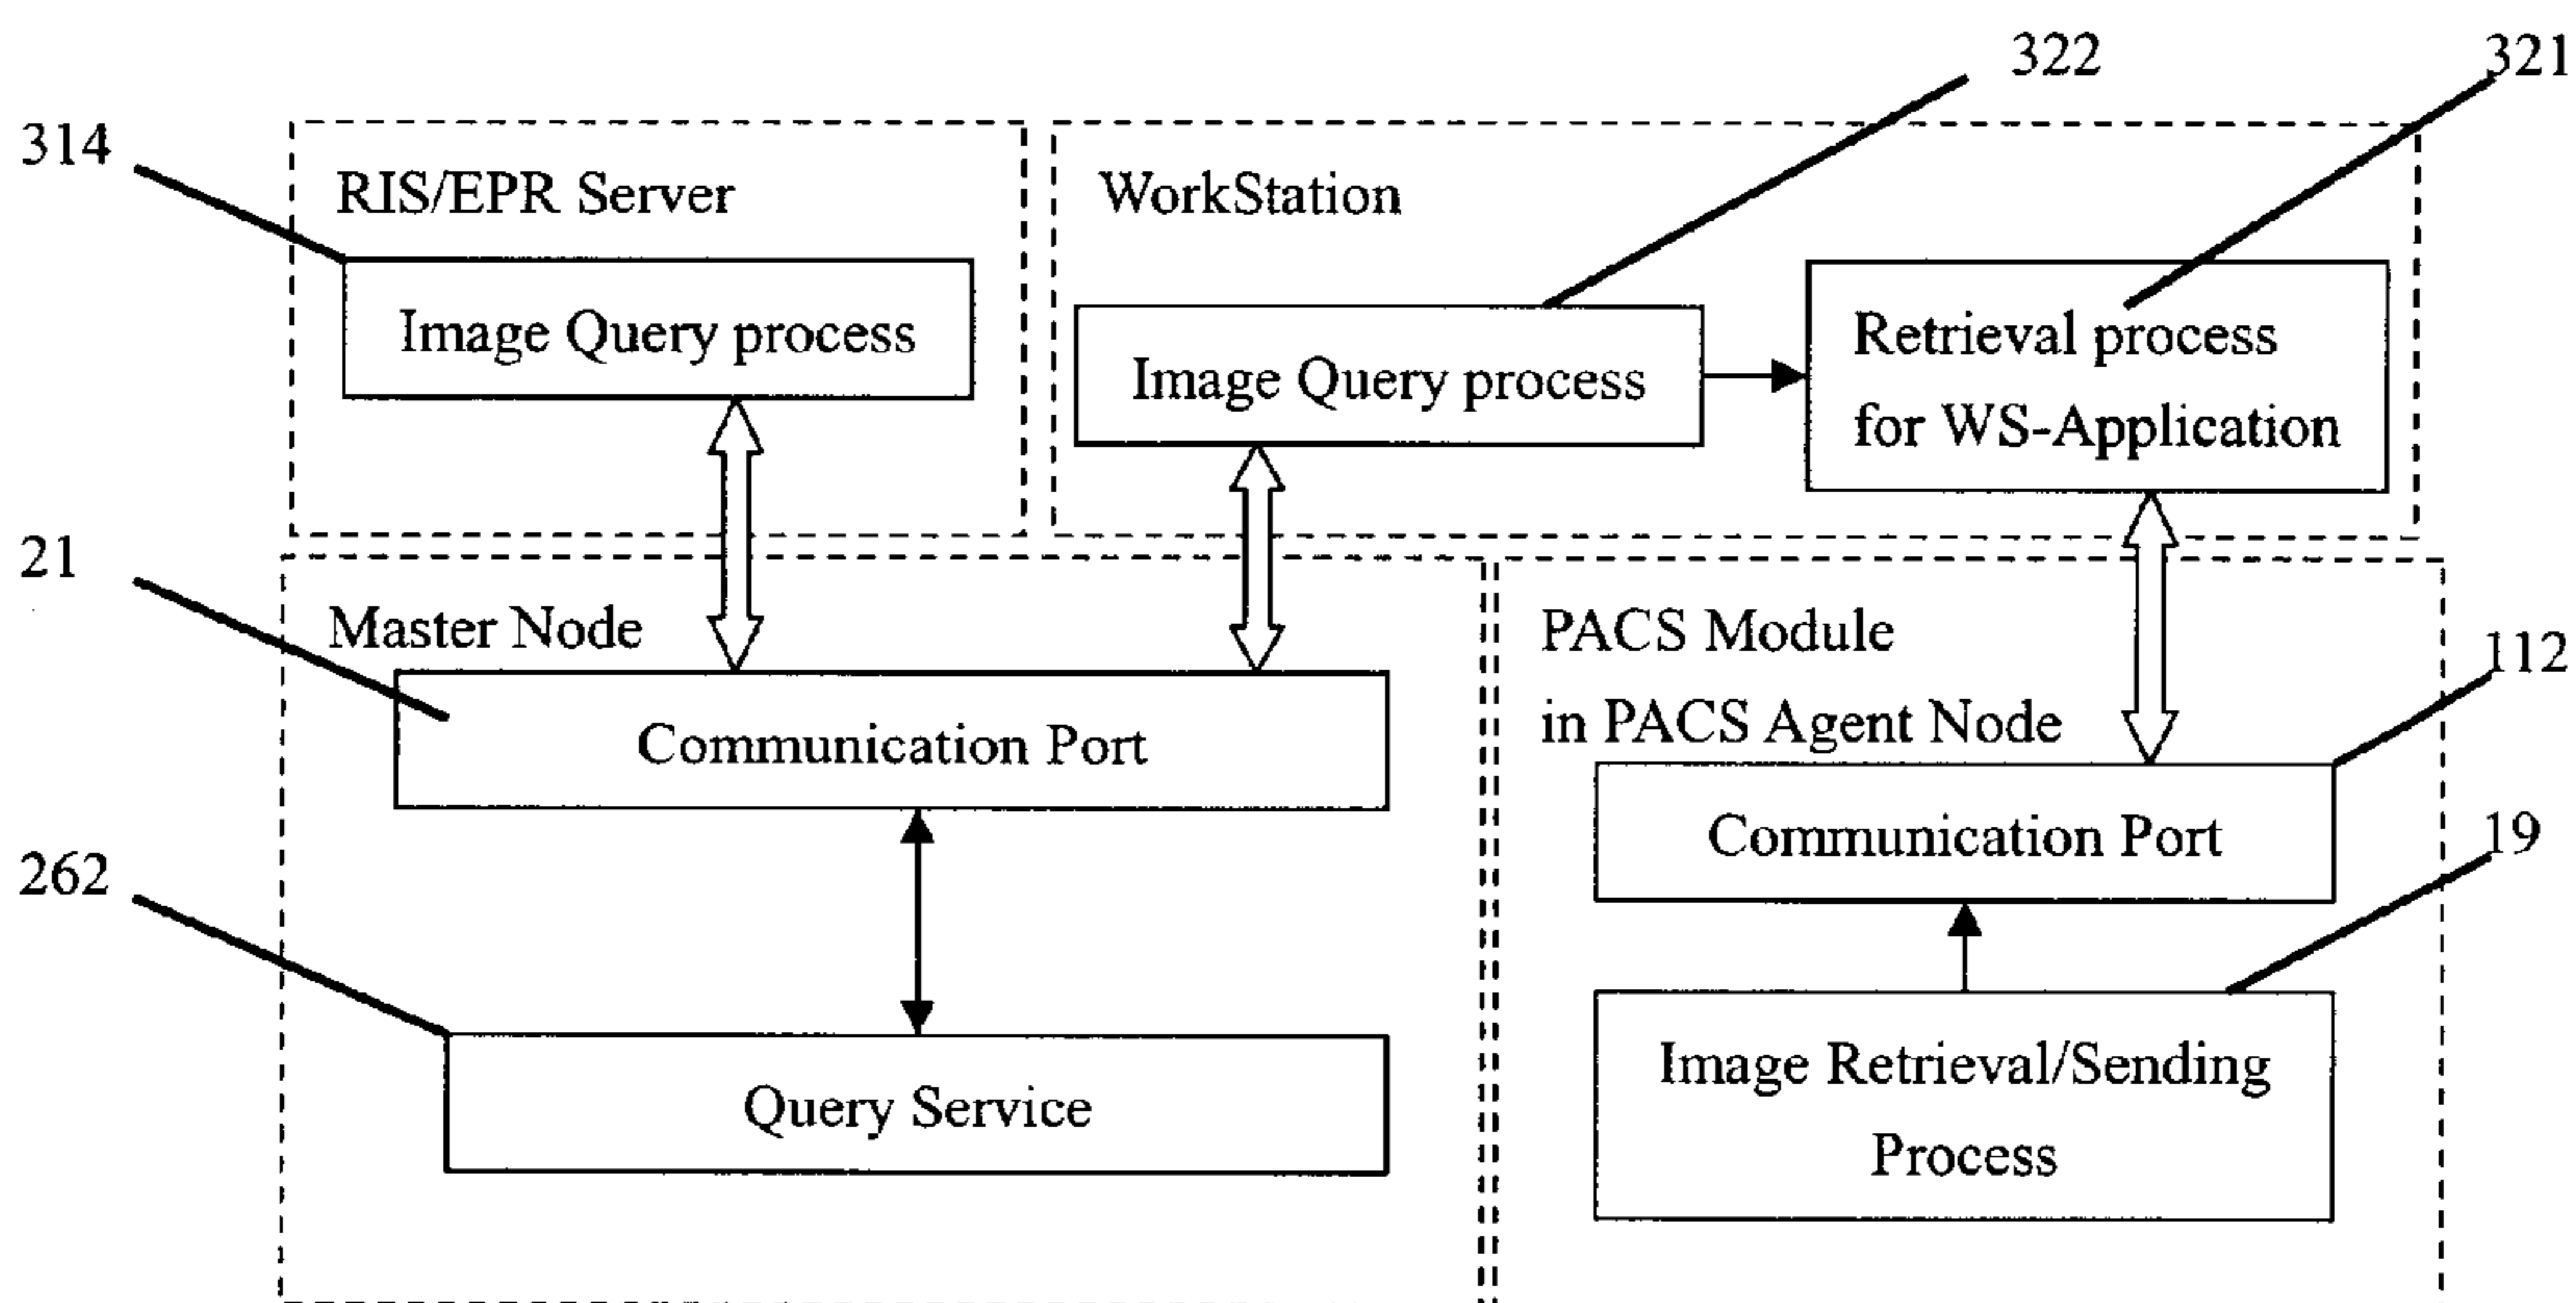 322
321
314
RIS/EPR Server
WorkStation
Image Query process
Image Query process
Retrieval process
for WS-Application
21
Master Node
Communication Port
PACS Module
in PACS Agent Node
112
Communication Port
19
262
Query Service
Image Retrieval/Sending
Process